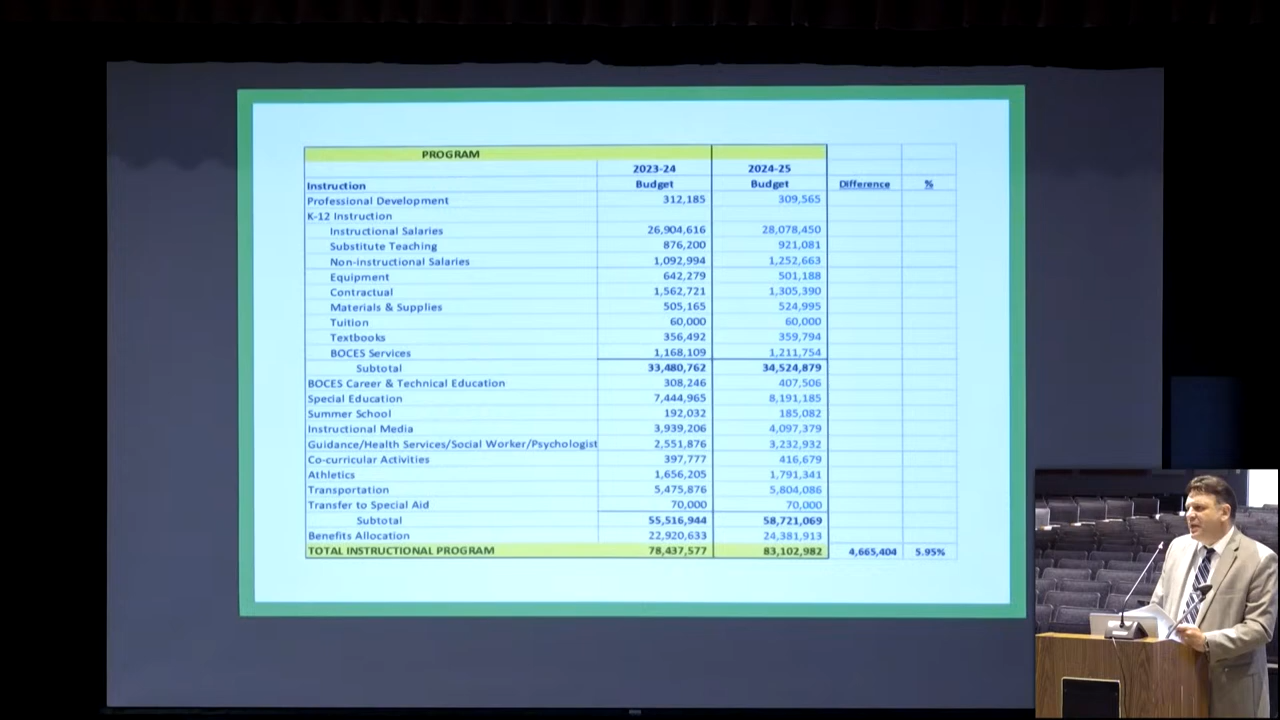 PROGRAM
2023-24 2024-25
Instruction Budget Budget Difference %
Professional Development 312,185 309,565
K-12 Instruction
Instructional Salaries 26,904,616 28,078,450
Substitute Teaching 876,200 921,081
Non-instructional Salaries 1,092,994 1,252,663
Equipment 642,279 501,188
Contractual 1,562,721 1,305,390
Materials & Supplies 505,165 524,995
Tuition 60,000 60,000
Textbooks 356,492 359,794
BOCES Services 1,168,109 1,211,754
Subtotal 33,480,762 34,524,879
BOCES Career & Technical Education 308,246 407,506
Special Education 7,444,965 8,191,185
Summer School 192,032 185,082
Instructional Media 3,939,206 4,097,379
Guidance/Health Services/Social Worker/Psychologist 2,551,876 3,232,932
Co-curricular Activities 397,777 416,679
Athletics 1,656,205 1,791,341
Transportation 5,475,876 5,804,086
Transfer to Special Aid 70,000 70,000
Subtotal 55,516,944 58,721,069
Benefits Allocation 22,920,633 24,381,913
TOTAL INSTRUCTIONAL PROGRAM 78,437,577 83,102,982 4,665,404 5.95%